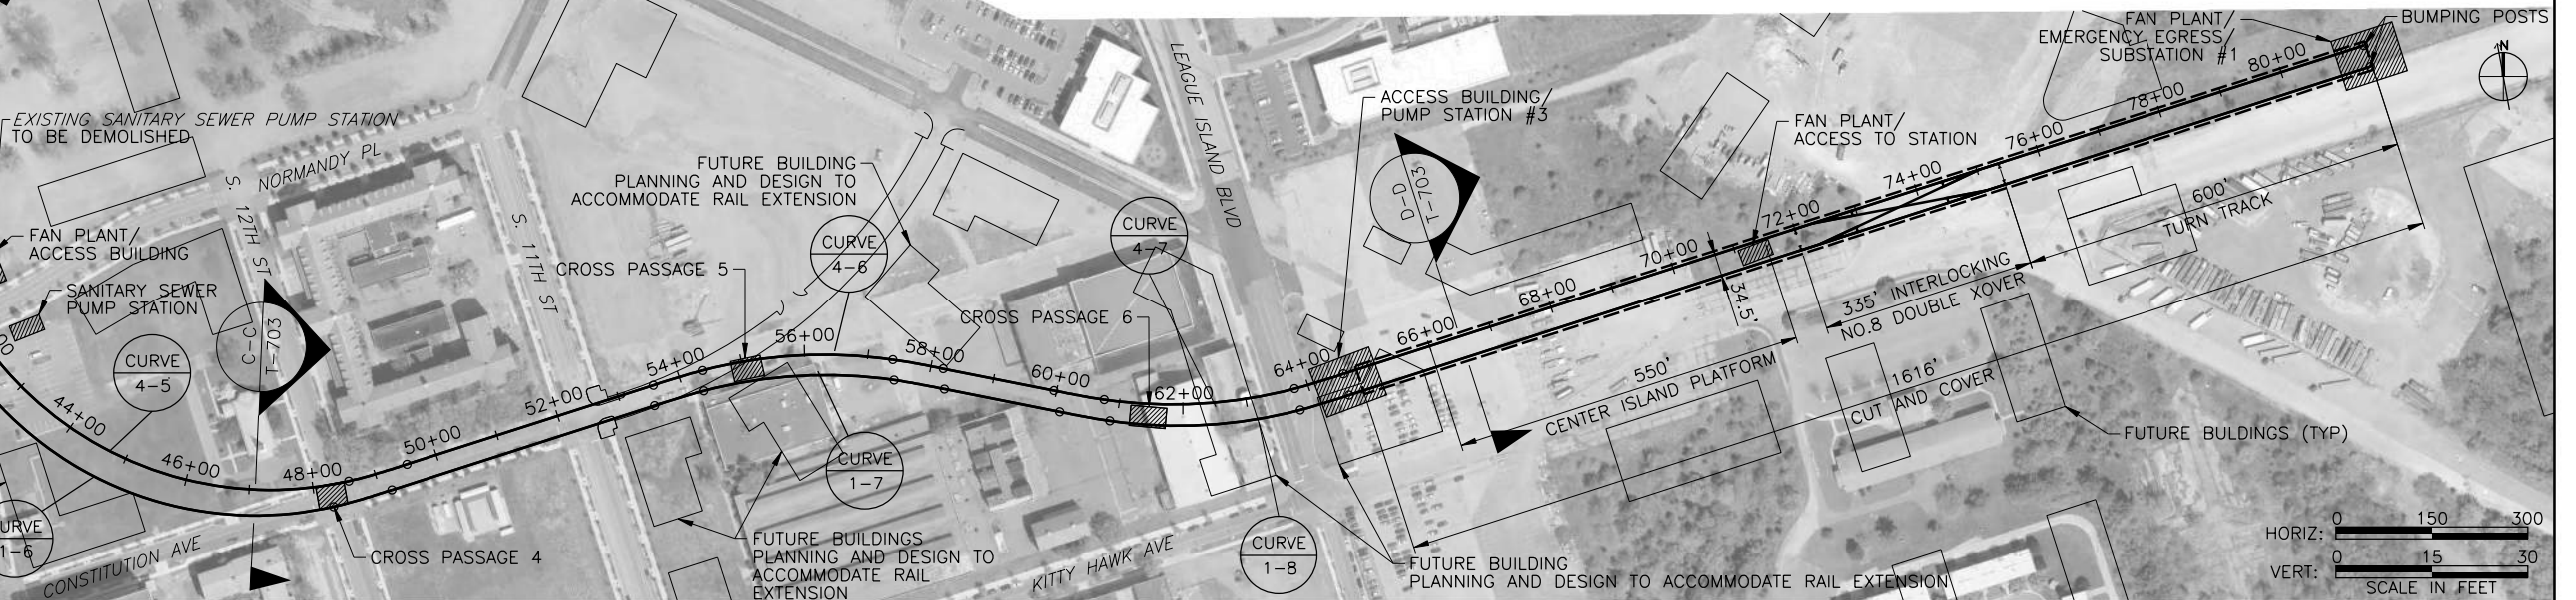 EXISTING SANITARY SEWER PUMP STATION
TO BE DEMOLISHED
NORMANDY PL
S. 12TH ST
S. 11TH ST
FAN PLANT/
ACCESS BUILDING
SANITARY SEWER
PUMP STATION
CURVE
4-5
C-C
T-703
44+00
46+00
48+00
50+00
52+00
54+00
56+00
58+00
60+00
62+00
64+00
66+00
68+00
70+00
72+00
74+00
76+00
78+00
80+00
1-6
CONSTITUTION AVE
CROSS PASSAGE 4
CROSS PASSAGE 5
FUTURE BUILDING
PLANNING AND DESIGN TO
ACCOMMODATE RAIL EXTENSION
CURVE
4-6
CURVE
4-7
CROSS PASSAGE 6
CURVE
1-7
FUTURE BUILDINGS
PLANNING AND DESIGN TO
ACCOMMODATE RAIL
EXTENSION
KITTY HAWK AVE
CURVE
1-8
LEAGUE ISLAND BLVD
ACCESS BUILDING/
PUMP STATION #3
D-D
T-703
FAN PLANT/
ACCESS TO STATION
34.5'
550'
CENTER ISLAND PLATFORM
335' INTERLOCKING
NO.8 DOUBLE XOVER
600'
TURN TRACK
1616'
CUT AND COVER
FUTURE BUILDING
PLANNING AND DESIGN TO ACCOMMODATE RAIL EXTENSION
FUTURE BULDINGS (TYP)
FAN PLANT/
EMERGENCY EGRESS/
SUBSTATION #1
BUMPING POSTS
N
HORIZ:
0 150 300
VERT:
0 15 30
SCALE IN FEET